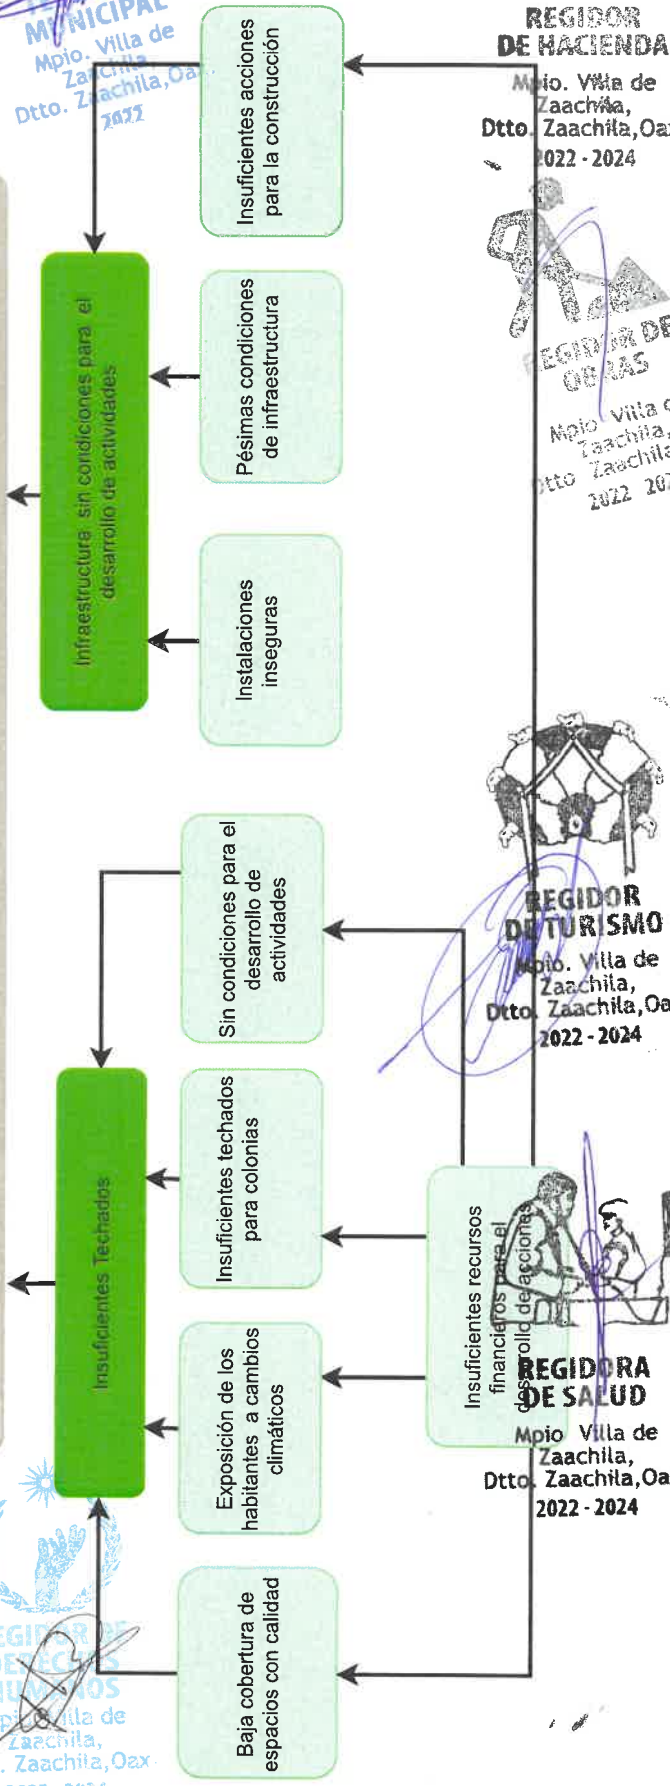 MUNICIPAL
Mpio. Villa de
Zaachila
Dtto. Zaachila, Oax.
2022
REGIDOR
DE HACIENDA
Mpio. Villa de
Zaachila,
Dtto. Zaachila, Oax
2022 - 2024
REGIDOR DE
OBRAS
Mpio Villa
Zaachila,
Dtto Zaachila
2022
REGIDOR
DE TURISMO
Mpio. Villa de
Zaachila,
Dtto. Zaachila, Oa
2022 - 2024
REGIDORA
DE SALUD
Mpio Villa de
Zaachila,
Dtto. Zaachila, Oa
2022 - 2024
REGIDOR DE
DERECHOS
HUMANOS
Villa de
Zaachila,
. Zaachila, Oax
Insuficientes Techados
Infraestructura sin condiciones para el
desarrollo de actividades
Baja cobertura de
espacios con calidad
Exposición de los
habitantes a cambios
climáticos
Insuficientes techados
para colonias
Sin condiciones para el
desarrollo de
actividades
Instalaciones
inseguras
Pésimas condiciones
de infraestructura
Insuficientes acciones
para la construcción
Insuficientes recursos
financieros para el
desarrollo de acciones